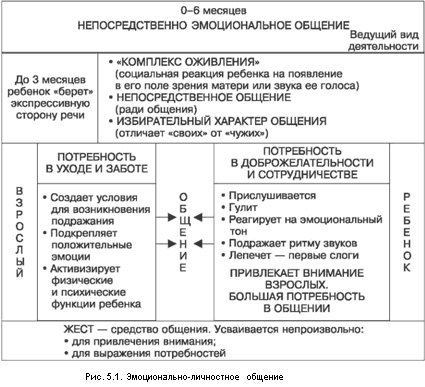 0–6 месяцев
НЕПОСРЕДСТВЕННО ЭМОЦИОНАЛЬНОЕ ОБЩЕНИЕ
Ведущий вид
деятельности
До 3 месяцев
ребенок «берет»
экспрессивную
сторону речи
• «КОМПЛЕКС ОЖИВЛЕНИЯ»
(социальная реакция ребенка на появление
в его поле зрения матери или звука ее голоса)
• НЕПОСРЕДСТВЕННОЕ ОБЩЕНИЕ
(ради общения)
• ИЗБИРАТЕЛЬНЫЙ ХАРАКТЕР ОБЩЕНИЯ
(отличает «своих» от «чужих»)
ВЗРОСЛЫЙ
ПОТРЕБНОСТЬ
В УХОДЕ И ЗАБОТЕ
• Создает условия
для возникновения
подражания
• Подкрепляет
положительные
эмоции
• Активизирует
физические
и психические
функции ребенка
ОБЩЕНИЕ
ПОТРЕБНОСТЬ
В ДОБРОЖЕЛАТЕЛЬНОСТИ
И СОТРУДНИЧЕСТВЕ
• Прислушивается
• Гулит
• Реагирует на эмоциональный
тон
• Подражает ритму звуков
• Лепечет — первые слоги
ПРИВЛЕКАЕТ ВНИМАНИЕ
ВЗРОСЛЫХ.
БОЛЬШАЯ ПОТРЕБНОСТЬ
В ОБЩЕНИИ
РЕБЕНОК
ЖЕСТ — средство общения. Усваивается непроизвольно:
• для привлечения внимания;
• для выражения потребностей
Рис. 5.1. Эмоционально-личностное общение